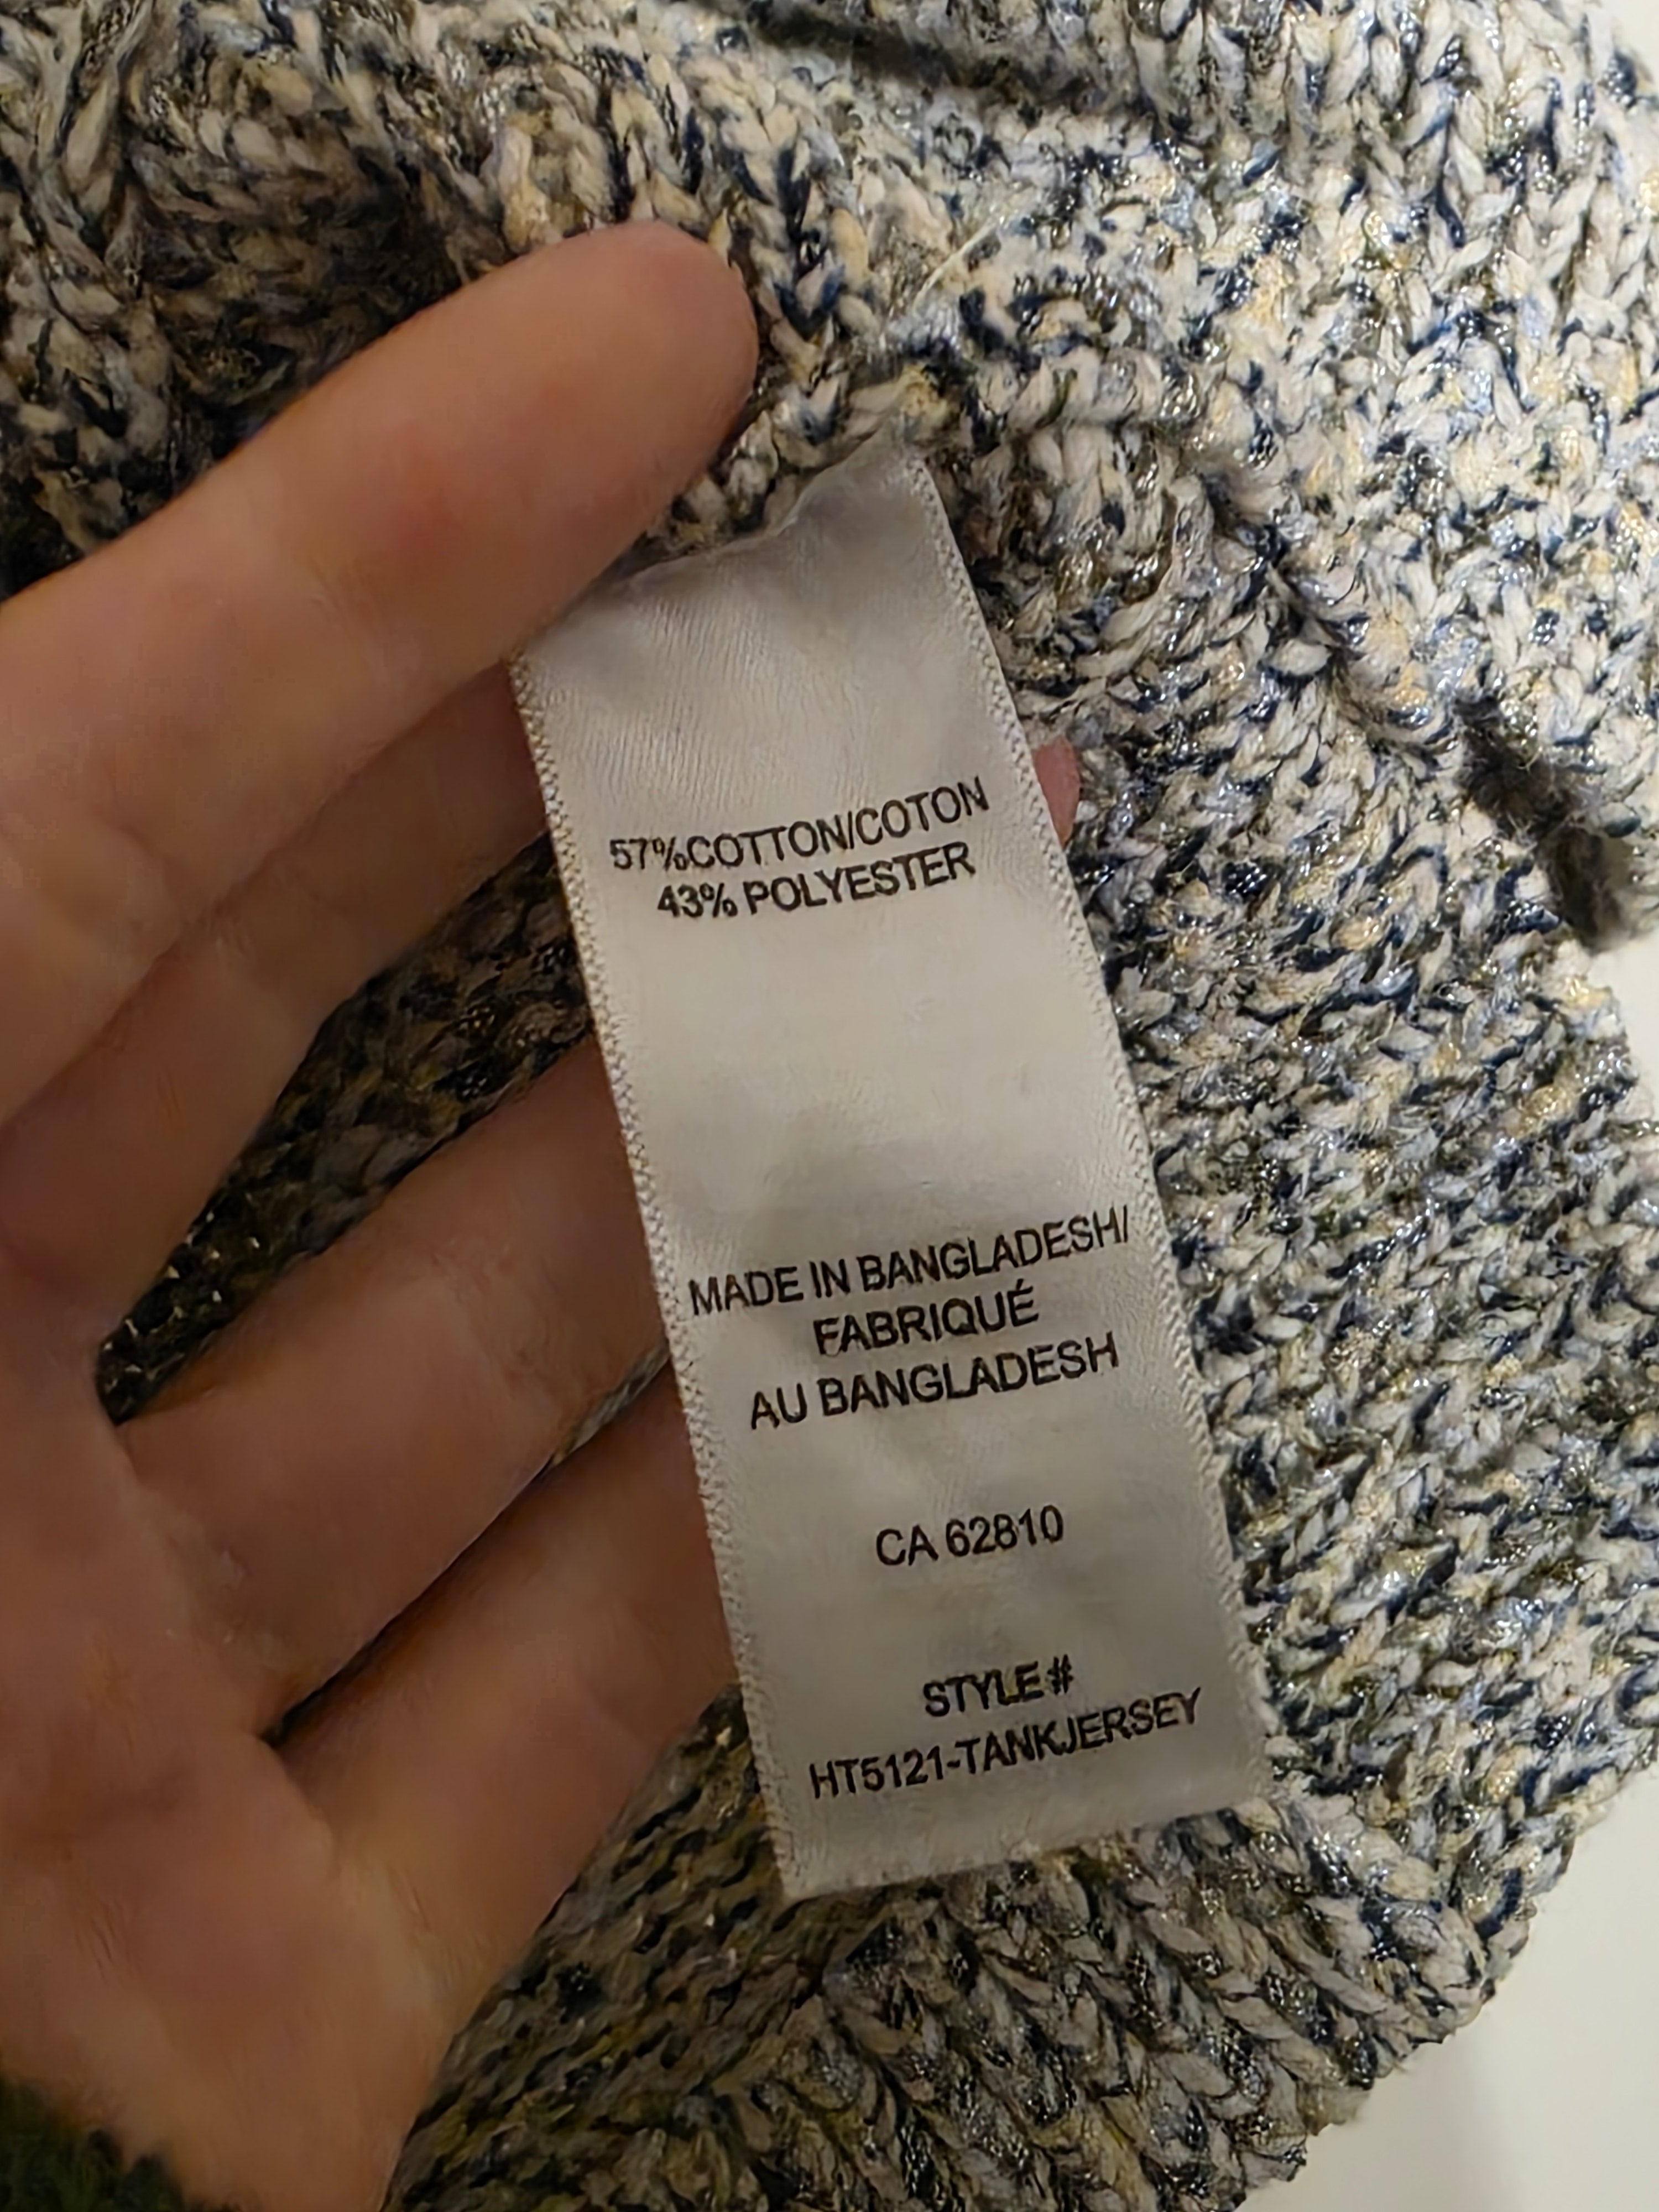 57%COTTON/COTON
43% POLYESTER
MADE IN BANGLADESH/
FABRIQUÉ
AU BANGLADESH
CA 62810
STYLE #
HT5121-TANKJERSEY